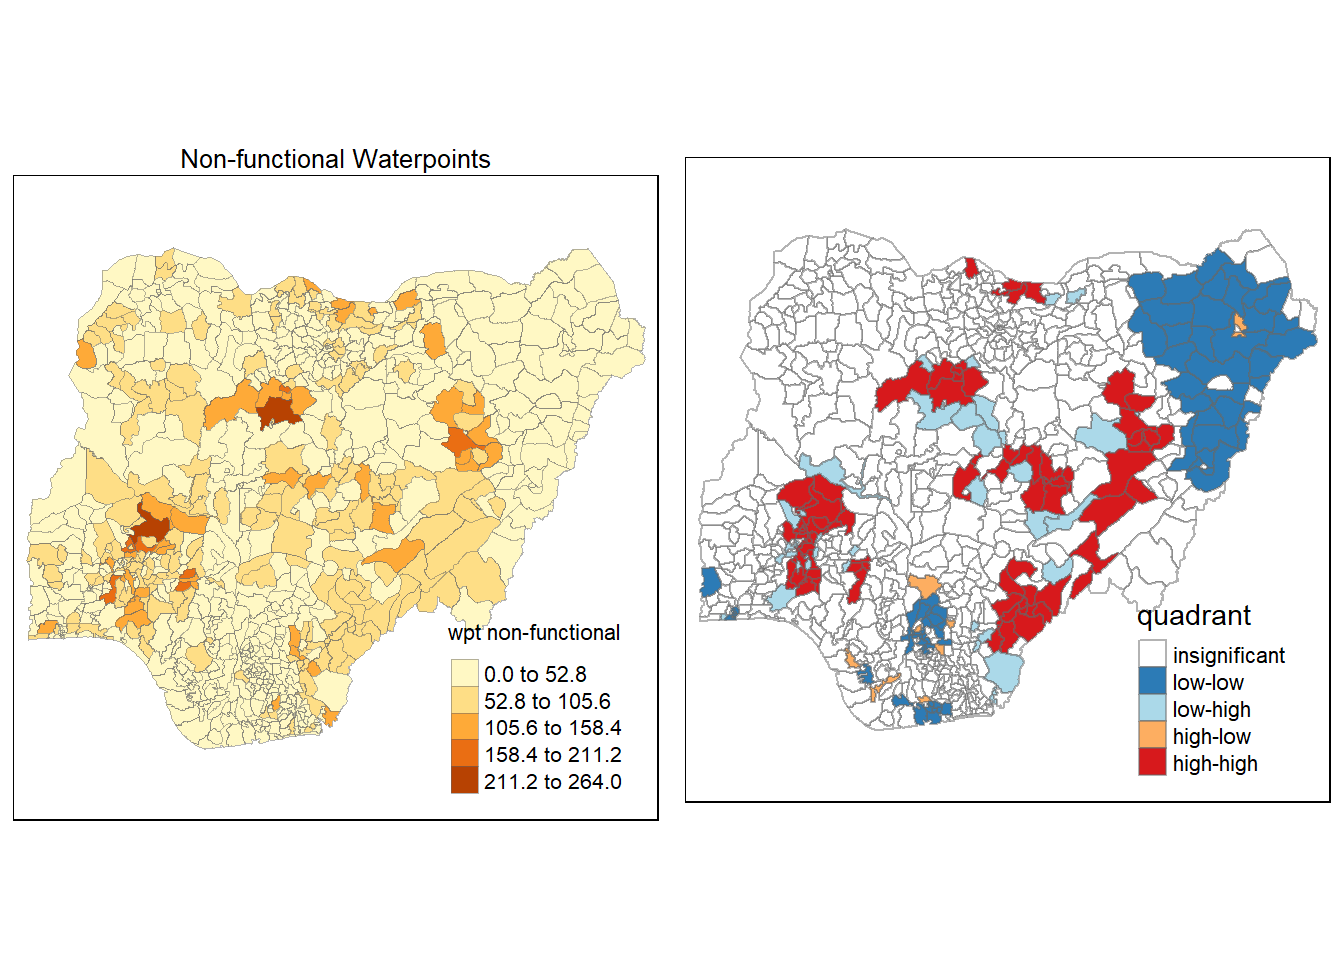 Non-functional Waterpoints
wpt non-functional
0.0 to 52.8
52.8 to 105.6
105.6 to 158.4
158.4 to 211.2
211.2 to 264.0
quadrant
insignificant
low-low
low-high
high-low
high-high